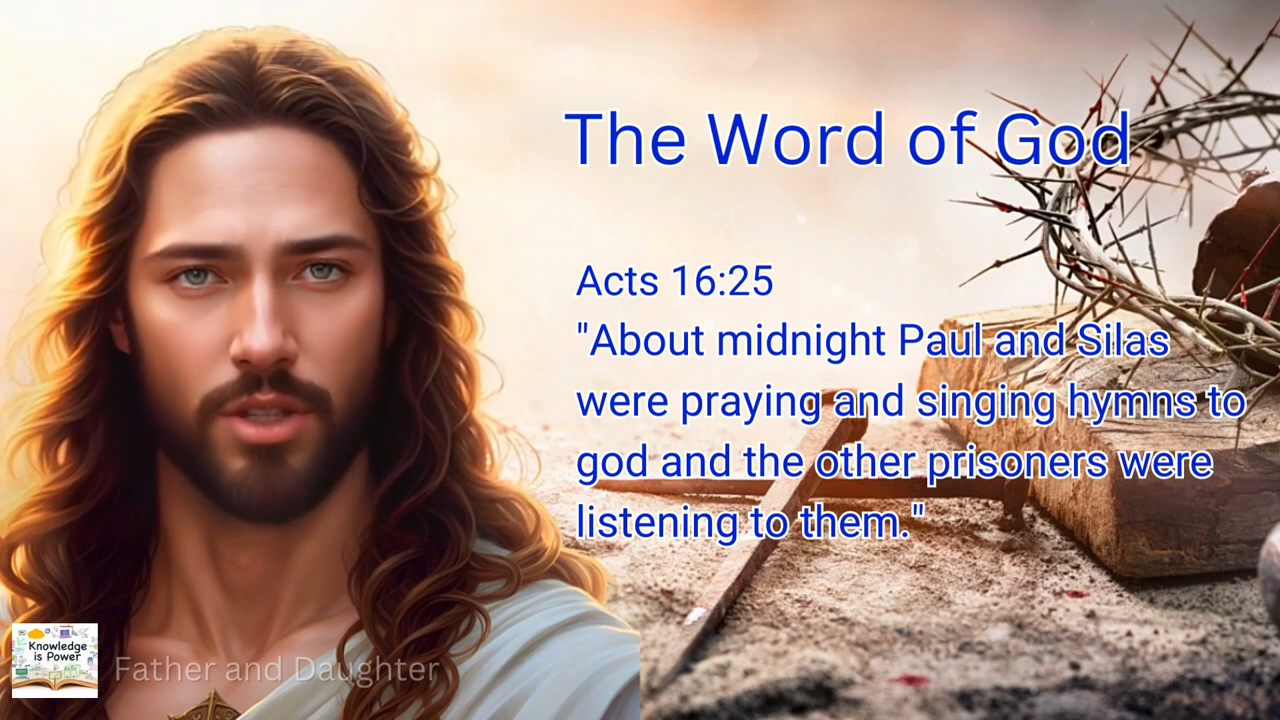 The Word of God
Acts 16:25
"About midnight Paul and Silas
were praying and singing hymns to
god and the other prisoners were
listening to them."
Knowledge
is Power
Father and Daughter